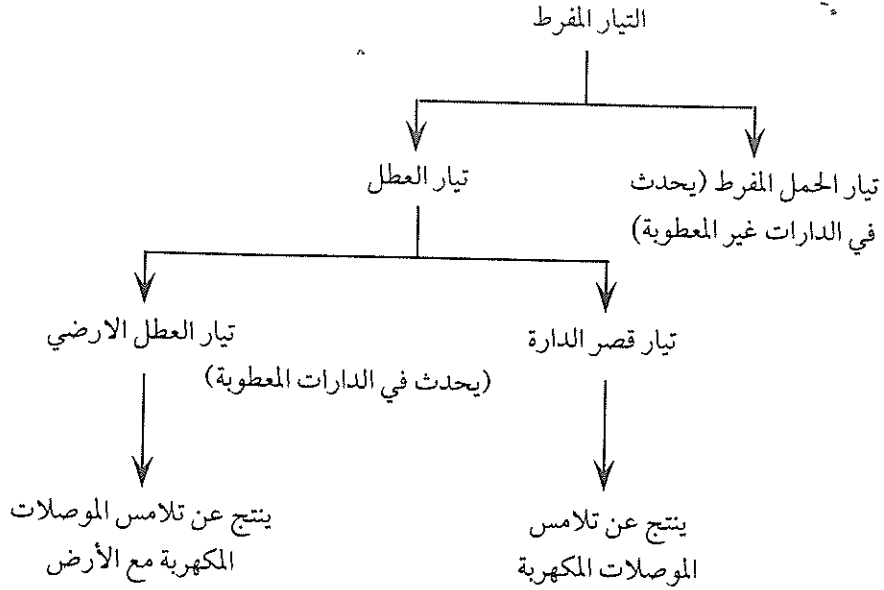 التيار المفرط
تيار الحمل المفرط (يحدث
في الدارات غير المعطوبة)
تيار العطل
تيار قصر الدارة
تيار العطل الارضي
(يحدث في الدارات المعطوبة)
ينتج عن تلامس
الموصلات المكهربة
ينتج عن تلامس الموصلات
المكهربة مع الأرض